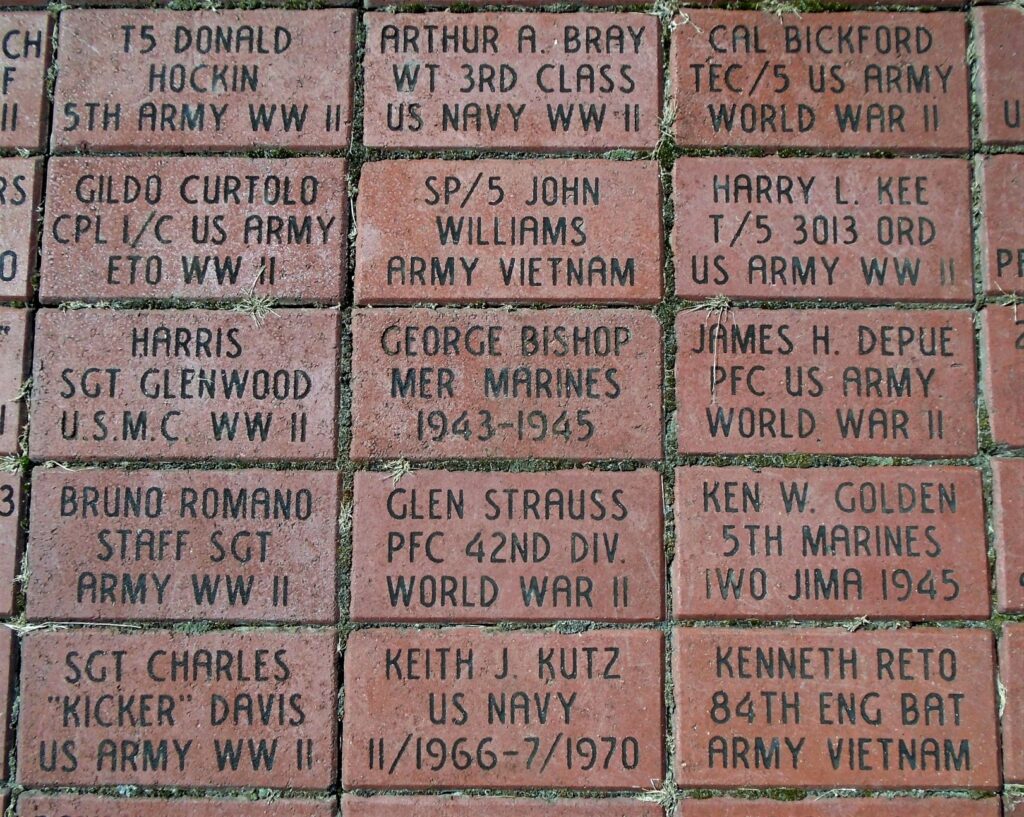 CH
F
II
T5 DONALD
HOCKIN
5TH ARMY WW II
ARTHUR A. BRAY
WT 3RD CLASS
US NAVY WW II
CAL BICKFORD
TEC/5 US ARMY
WORLD WAR II
U
RS
O
GILDO CURTOLO
CPL I/C US ARMY
ETO WW II
SP/5 JOHN
WILLIAMS
ARMY VIETNAM
HARRY L. KEE
T/5 3013 ORD
US ARMY WW II
HARRIS
SGT GLENWOOD
U.S.M.C. WW II
GEORGE BISHOP
MER MARINES
1943-1945
JAMES H. DEPUE
PFC US ARMY
WORLD WAR II
3
BRUNO ROMANO
STAFF SGT
ARMY WW II
GLEN STRAUSS
PFC 42ND DIV.
WORLD WAR II
KEN W. GOLDEN
5TH MARINES
IWO JIMA 1945
SGT CHARLES
"KICKER" DAVIS
US ARMY WW II
KEITH J. KUTZ
US NAVY
11/1966-7/1970
KENNETH RETO
84TH ENG BAT
ARMY VIETNAM